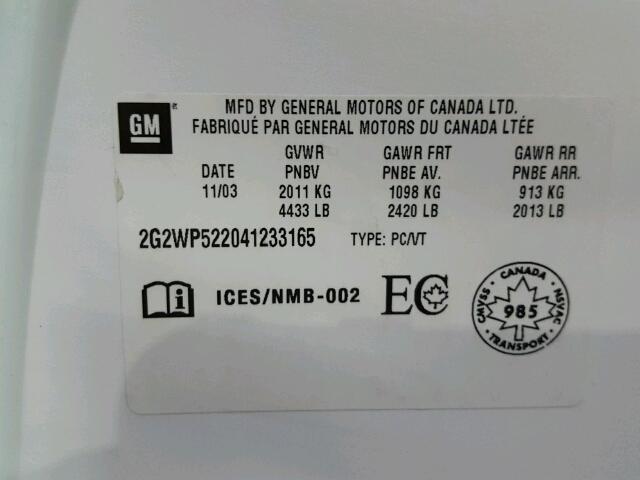 GM
MFD BY GENERAL MOTORS OF CANADA LTD.
FABRIQUÉ PAR GENERAL MOTORS DU CANADA LTÉE
GVWR GAWR FRT GAWR RR
DATE PNBV PNBE AV. PNBE ARR.
11/03 2011 KG 1098 KG 913 KG
4433 LB 2420 LB 2013 LB
2G2WP522041233165 TYPE: PC/VT
i ICES/NMB-002 EC
CANADA
CMVSS 985 NSVAC
TRANSPORT